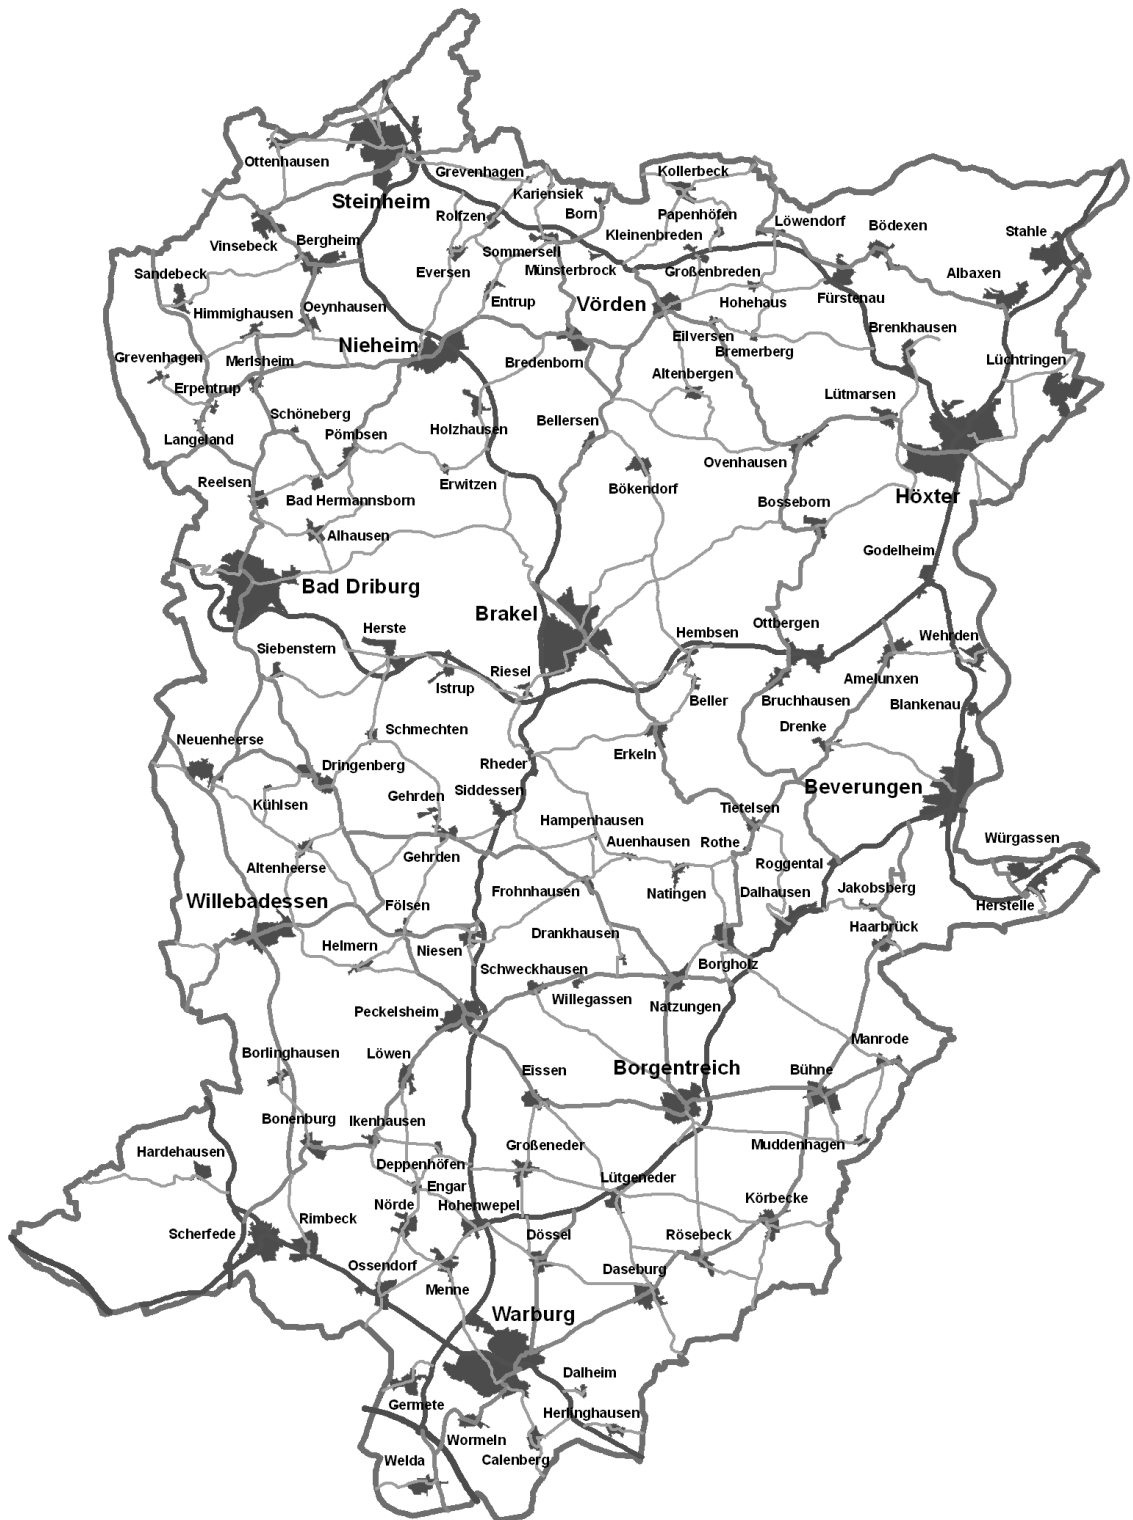 Ottenhausen
Grevenhagen
Kollerbeck
Steinheim
Kariensiek
Rolfzen
Born
Papenhöfen
Löwendorf
Bödexen
Stahle
Vinsebeck
Bergheim
Sommersell
Kleinenbreden
Sandebeck
Eversen
Münsterbrock
Großenbreden
Albaxen
Himmighausen
Oeynhausen
Entrup
Vörden
Hohehaus
Fürstenau
Nieheim
Eilversen
Brenkhausen
Grevenhagen
Merlsheim
Bredenborn
Bremerberg
Lüchtringen
Erpentrup
Altenbergen
Lütmarsen
Schöneberg
Holzhausen
Bellersen
Langeland
Pömbsen
Ovenhausen
Reelsen
Erwitzen
Bökendorf
Höxter
Bad Hermannsborn
Bosseborn
Alhausen
Godelheim
Bad Driburg
Brakel
Herste
Hembsen
Ottbergen
Wehrden
Siebenstern
Riesel
Istrup
Amelunxen
Beller
Bruchhausen
Blankenau
Schmechten
Drenke
Neuenheerse
Erkeln
Dringenberg
Rheder
Beverungen
Siddessen
Gehrden
Kühlsen
Hampenhausen
Tietelsen
Auenhausen
Rothe
Würgassen
Gehrden
Altenheerse
Roggental
Frohnhausen
Natingen
Dalhausen
Jakobsberg
Willebadessen
Fölsen
Herstelle
Drankhausen
Haarbrück
Helmern
Niesen
Schweckhausen
Borgholz
Willegassen
Natzungen
Peckelsheim
Manrode
Borlinghausen
Löwen
Eissen
Borgentreich
Bühne
Bonenburg
Ikenhausen
Hardehausen
Großeneder
Muddenhagen
Deppenhöfen
Engar
Lütgeneder
Nörde
Hohenwepel
Körbecke
Scherfede
Rimbeck
Dössel
Rösebeck
Ossendorf
Daseburg
Menne
Warburg
Dalheim
Germete
Herlinghausen
Wormeln
Welda
Calenberg